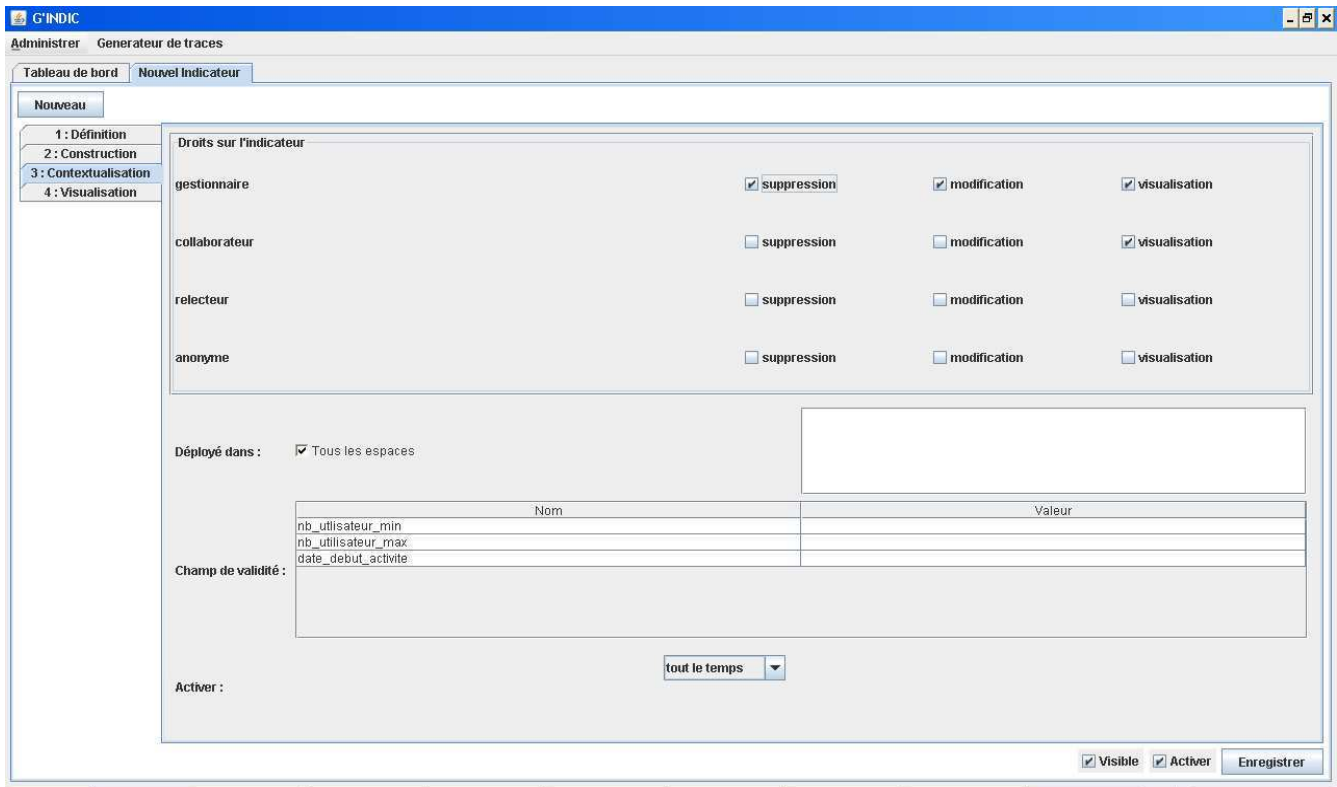 G'INDIC
Administrer Generateur de traces
Tableau de bord Nouvel Indicateur
Nouveau
1 : Définition
2 : Construction
3 : Contextualisation
4 : Visualisation
Droits sur l'indicateur
gestionnaire suppression modification visualisation
collaborateur suppression modification visualisation
relecteur suppression modification visualisation
anonyme suppression modification visualisation
Déployé dans : Tous les espaces
Nom Valeur
nb_utlisateur_min
nb_utilisateur_max
date_debut_activite
Champ de validité :
tout le temps
Activer :
Visible Activer Enregistrer